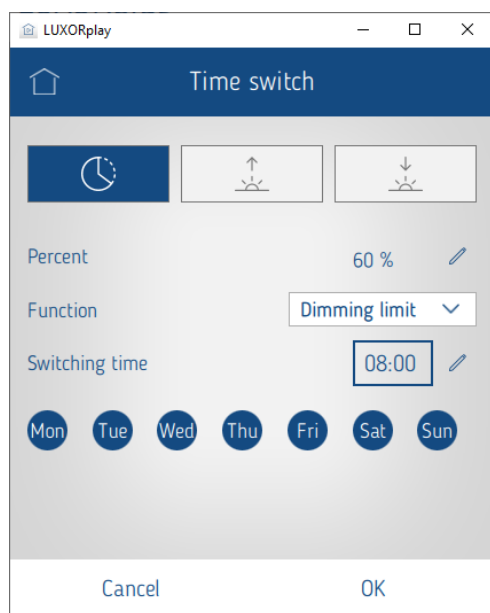 LUXORplay
Time switch
Percent 60 %
Function Dimming limit
Switching time 08:00
Mon Tue Wed Thu Fri Sat Sun
Cancel OK